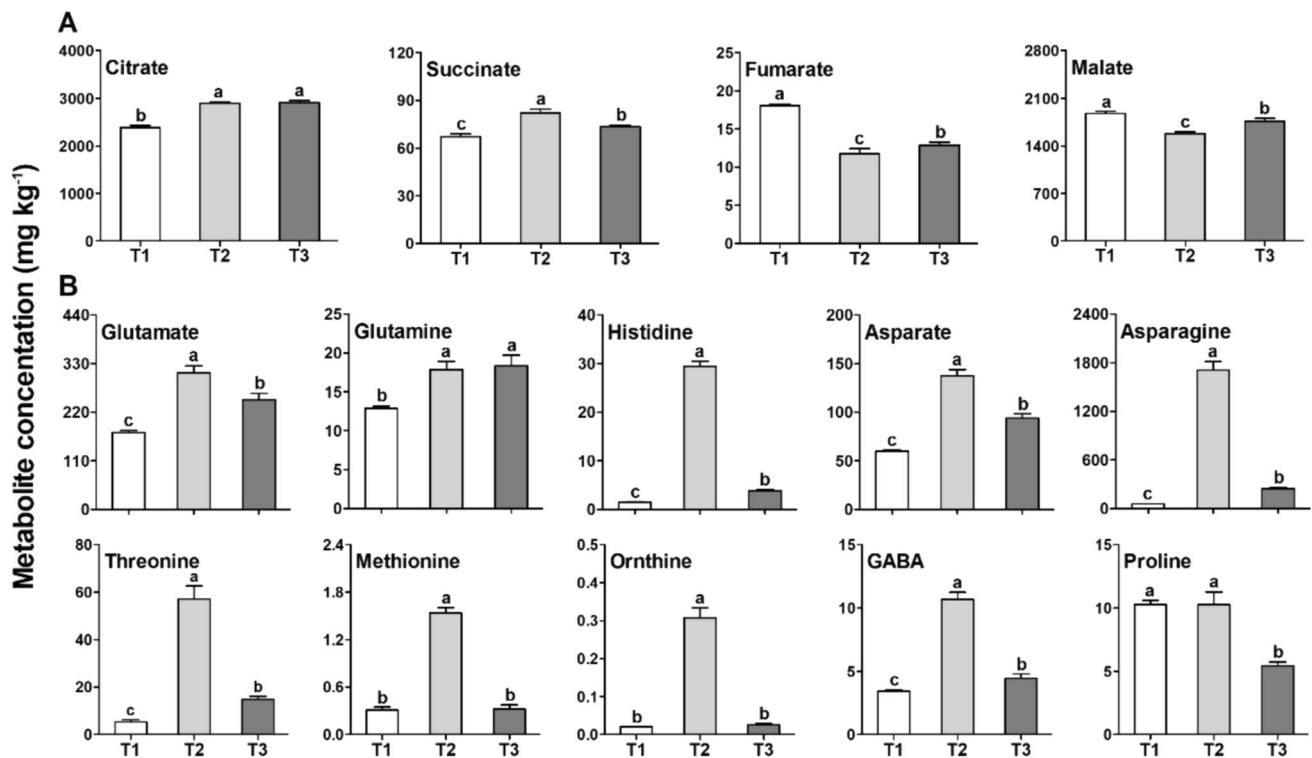 A
Metabolite concentration (mg kg⁻¹)
Citrate
4000
3000
2000
1000
0
b
a
a
T1
T2
T3
Succinate
120
90
60
30
0
c
a
b
T1
T2
T3
Fumarate
25
20
15
10
5
0
a
c
b
T1
T2
T3
Malate
2800
2100
1400
700
0
a
c
b
T1
T2
T3
B
Glutamate
440
330
220
110
0
c
a
b
Glutamine
25
20
15
10
5
0
b
a
a
Histidine
40
30
20
10
0
c
a
b
Asparate
200
150
100
50
0
c
a
b
Asparagine
2400
1800
1200
600
0
c
a
b
Threonine
80
60
40
20
0
c
a
b
T1
T2
T3
Methionine
2.4
1.8
1.2
0.6
0.0
b
a
b
T1
T2
T3
Ornthine
0.5
0.4
0.3
0.2
0.1
0.0
b
a
b
T1
T2
T3
GABA
15
10
5
0
c
a
b
T1
T2
T3
Proline
15
10
5
0
a
a
b
T1
T2
T3